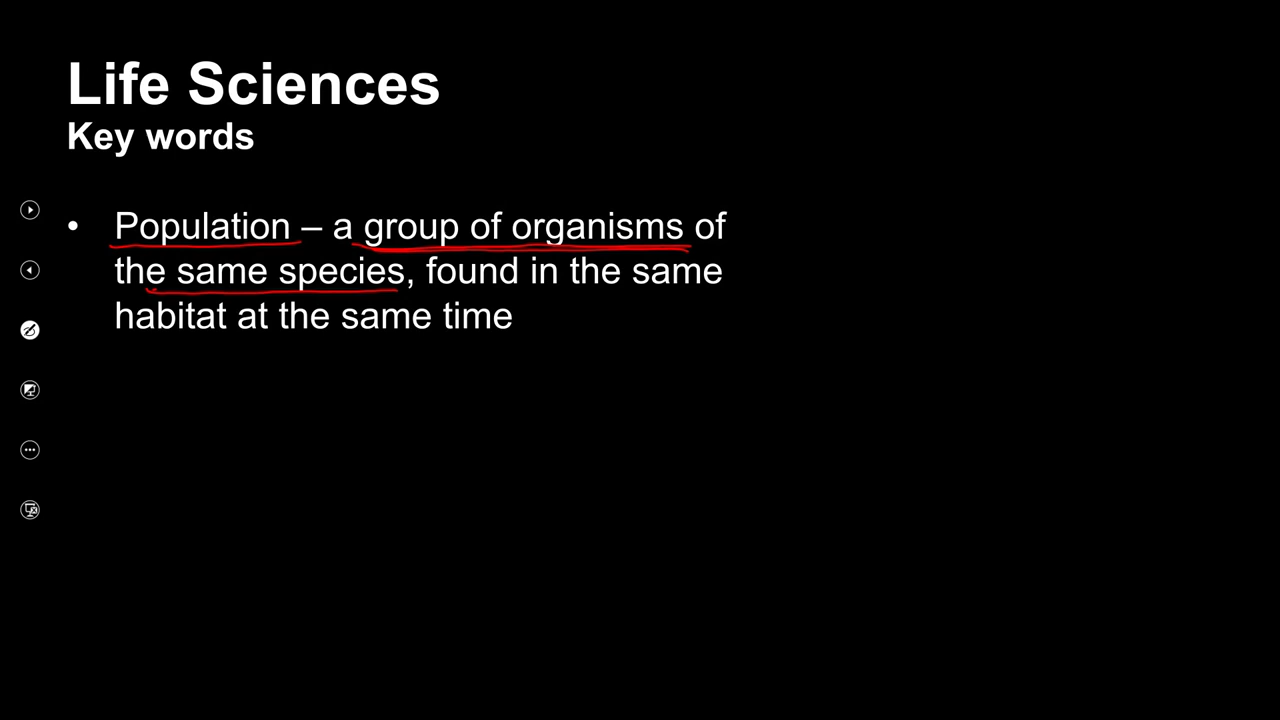 Life Sciences
Key words
• Population – a group of organisms of
the same species, found in the same
habitat at the same time